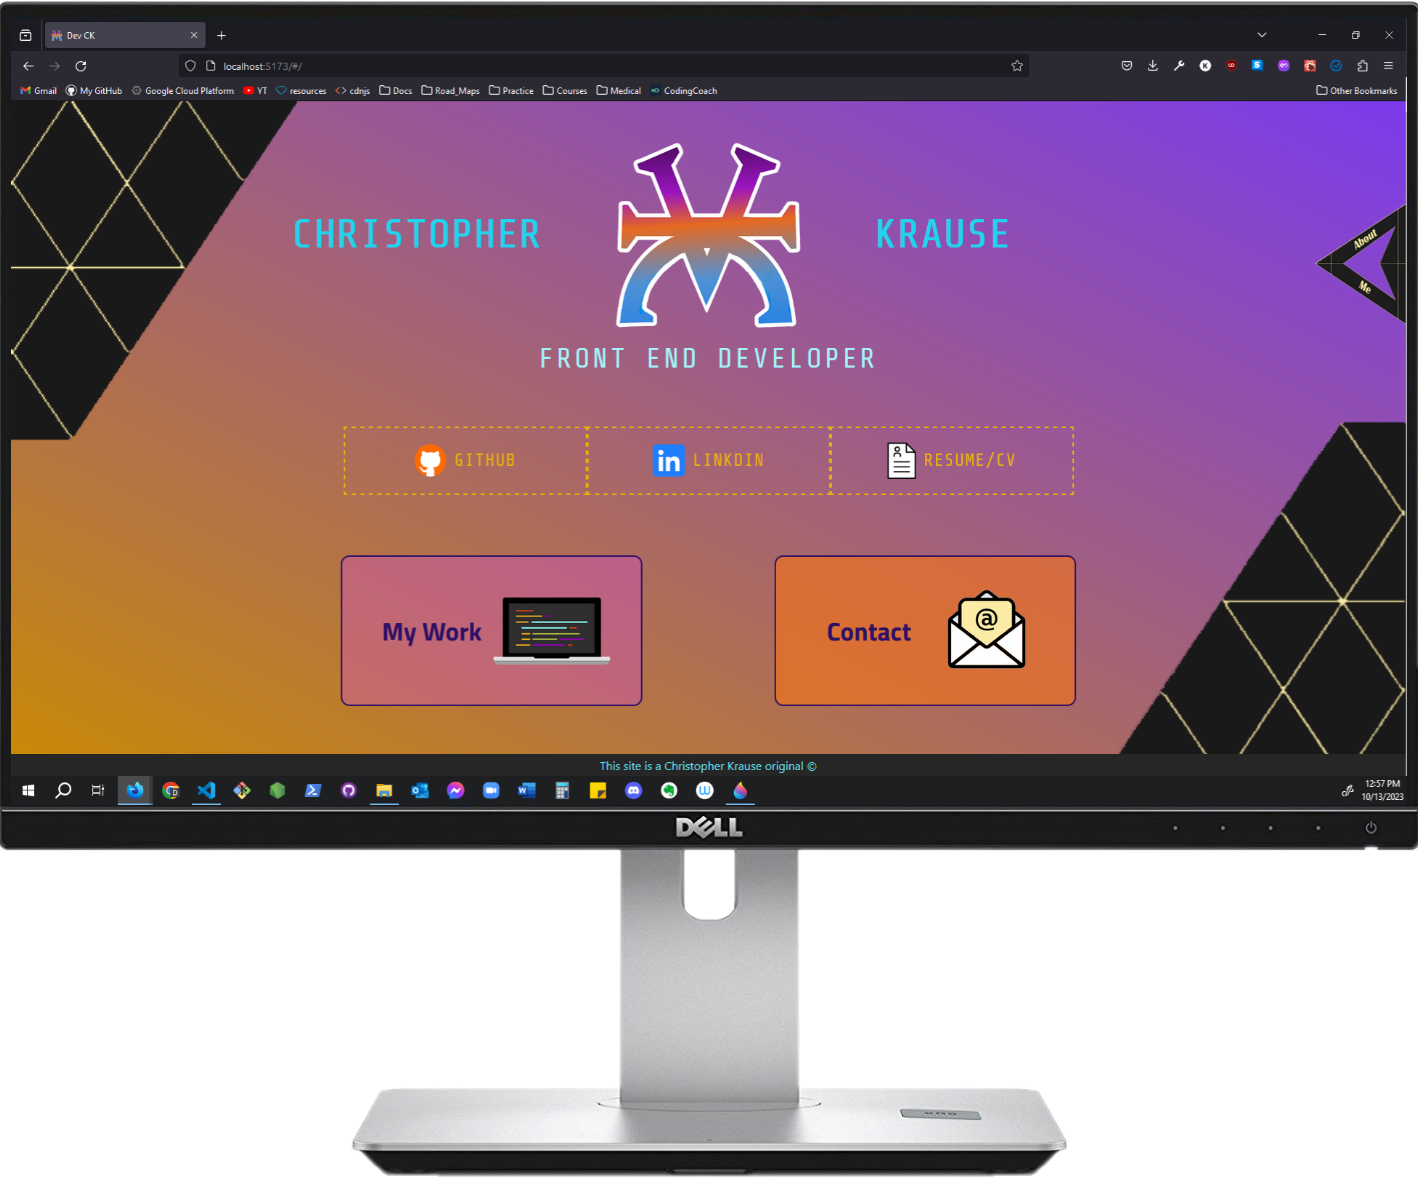 Dev CK
localhost:5173/#/
Gmail My GitHub Google Cloud Platform YT resources cdnjs Docs Road_Maps Practice Courses Medical CodingCoach Other Bookmarks
CHRISTOPHER KRAUSE
About
Me
FRONT END DEVELOPER
GITHUB LINKDIN RESUME/CV
My Work Contact
This site is a Christopher Krause original ©
12:57 PM
10/13/2023
DELL